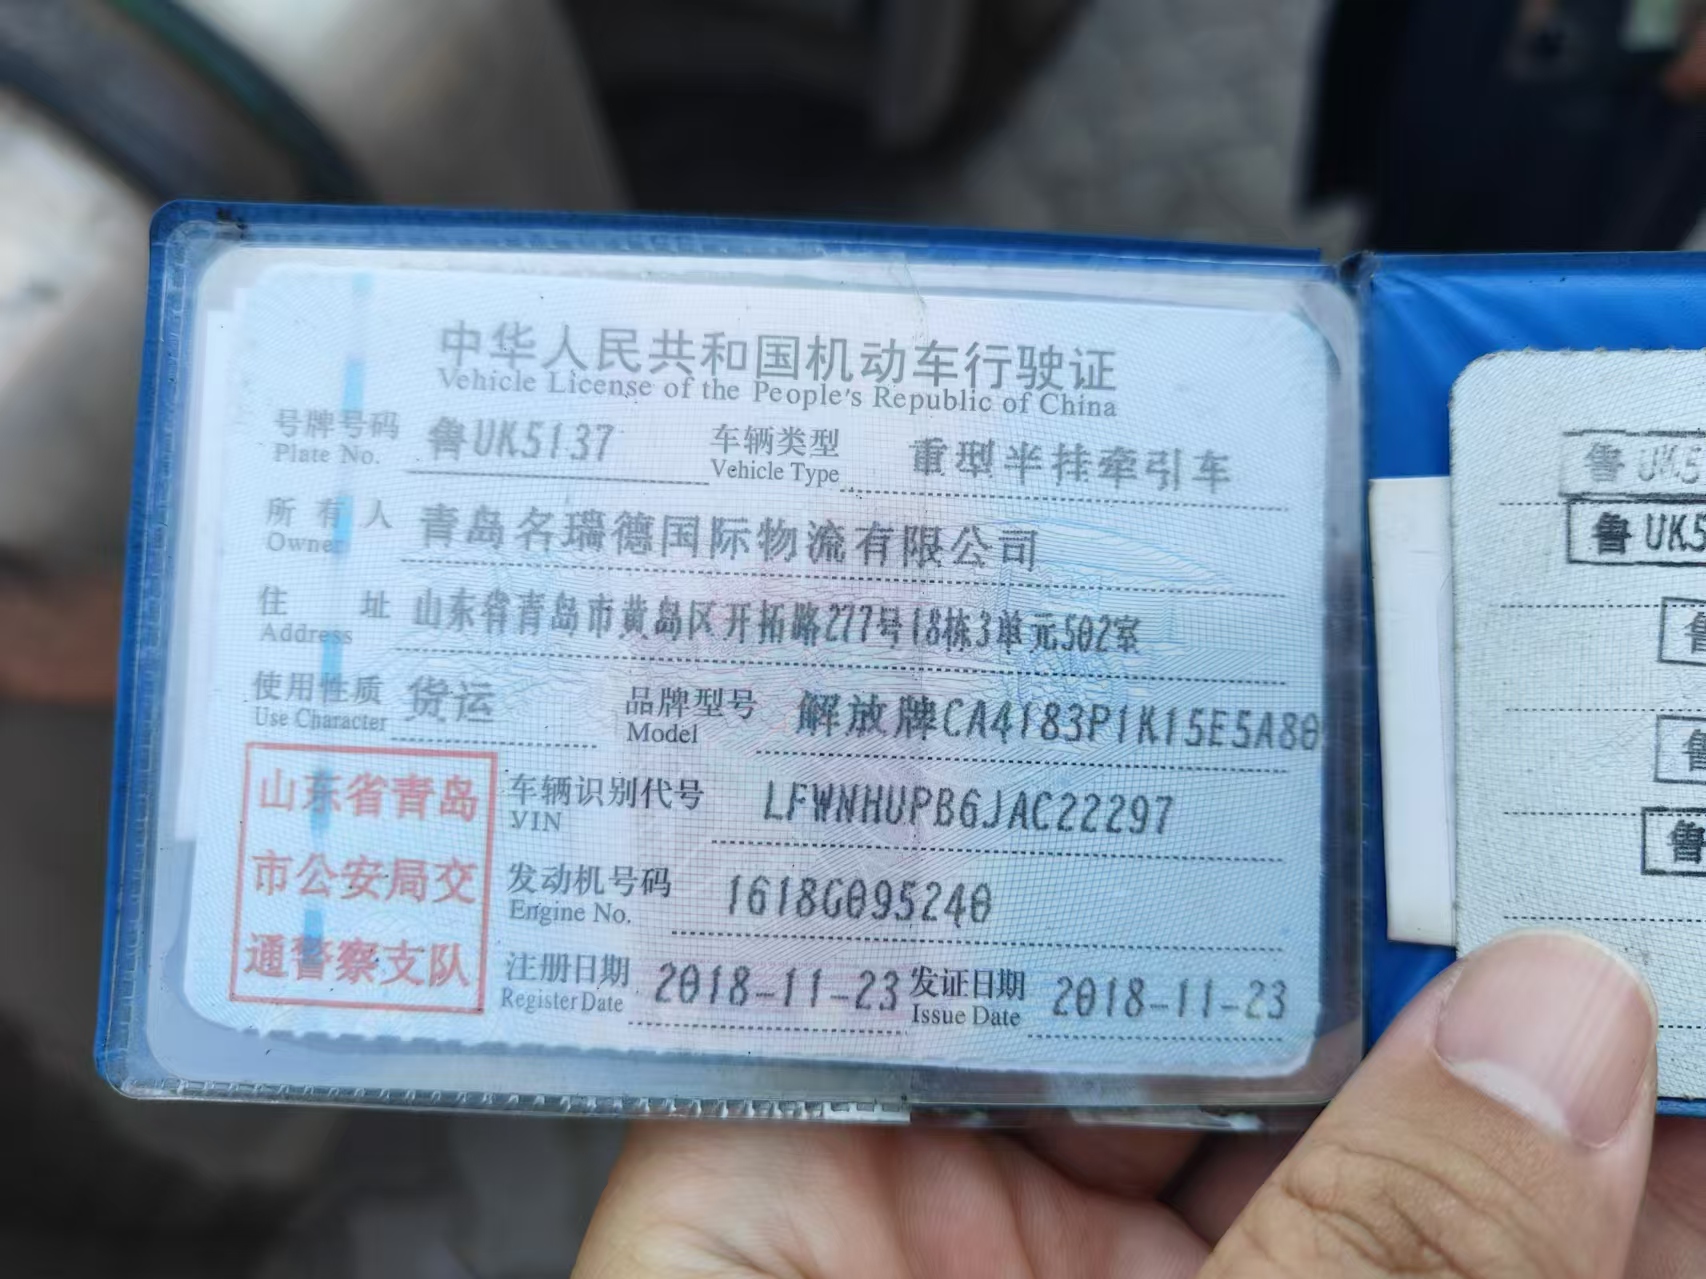 中华人民共和国机动车行驶证
Vehicle License of the People's Republic of China
号牌号码 鲁UK5137 车辆类型 重型半挂牵引车
Plate No. Vehicle Type
所有人 青岛名瑞德国际物流有限公司
Owner
住址 山东省青岛市黄岛区开拓路277号18栋3单元502室
Address
使用性质 货运 品牌型号 解放牌CA4183P1K15E5A80
Use Character Model
山东省青岛
市公安局交
通警察支队
车辆识别代号 LFWNHUPB6JAC22297
VIN
发动机号码 1618G095240
Engine No.
注册日期 2018-11-23 发证日期 2018-11-23
Register Date Issue Date
鲁UK5
鲁UK5
鲁
鲁
鲁